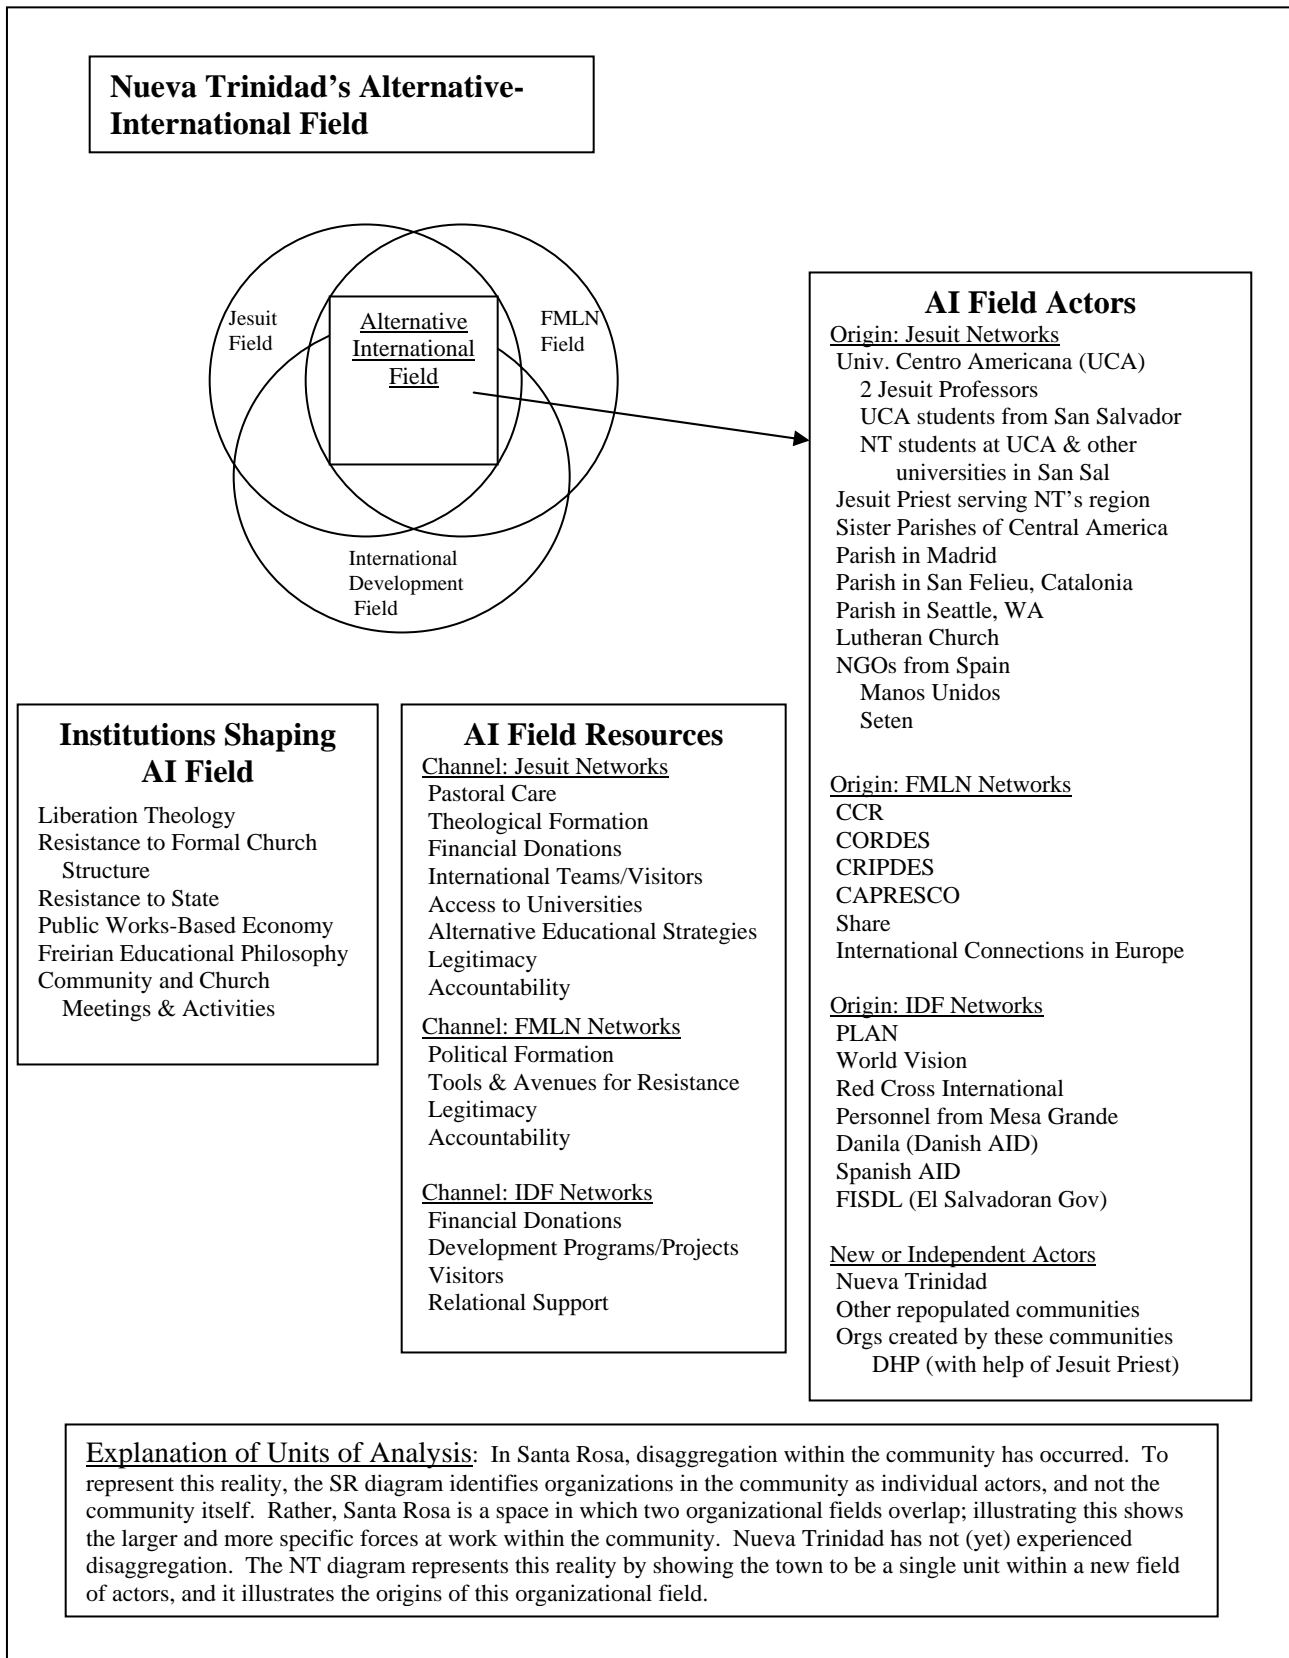 Nueva Trinidad's Alternative-
International Field
Jesuit
Field
Alternative
International
Field
FMLN
Field
International
Development
Field
AI Field Actors
Origin: Jesuit Networks
Univ. Centro Americana (UCA)
2 Jesuit Professors
UCA students from San Salvador
NT students at UCA & other
universities in San Sal
Jesuit Priest serving NT's region
Sister Parishes of Central America
Parish in Madrid
Parish in San Felieu, Catalonia
Parish in Seattle, WA
Lutheran Church
NGOs from Spain
Manos Unidos
Seten
Origin: FMLN Networks
CCR
CORDES
CRIPDES
CAPRESCO
Share
International Connections in Europe
Origin: IDF Networks
PLAN
World Vision
Red Cross International
Personnel from Mesa Grande
Danila (Danish AID)
Spanish AID
FISDL (El Salvadoran Gov)
New or Independent Actors
Nueva Trinidad
Other repopulated communities
Orgs created by these communities
DHP (with help of Jesuit Priest)
Institutions Shaping
AI Field
Liberation Theology
Resistance to Formal Church
Structure
Resistance to State
Public Works-Based Economy
Freirian Educational Philosophy
Community and Church
Meetings & Activities
AI Field Resources
Channel: Jesuit Networks
Pastoral Care
Theological Formation
Financial Donations
International Teams/Visitors
Access to Universities
Alternative Educational Strategies
Legitimacy
Accountability
Channel: FMLN Networks
Political Formation
Tools & Avenues for Resistance
Legitimacy
Accountability
Channel: IDF Networks
Financial Donations
Development Programs/Projects
Visitors
Relational Support
Explanation of Units of Analysis: In Santa Rosa, disaggregation within the community has occurred. To
represent this reality, the SR diagram identifies organizations in the community as individual actors, and not the
community itself. Rather, Santa Rosa is a space in which two organizational fields overlap; illustrating this shows
the larger and more specific forces at work within the community. Nueva Trinidad has not (yet) experienced
disaggregation. The NT diagram represents this reality by showing the town to be a single unit within a new field
of actors, and it illustrates the origins of this organizational field.